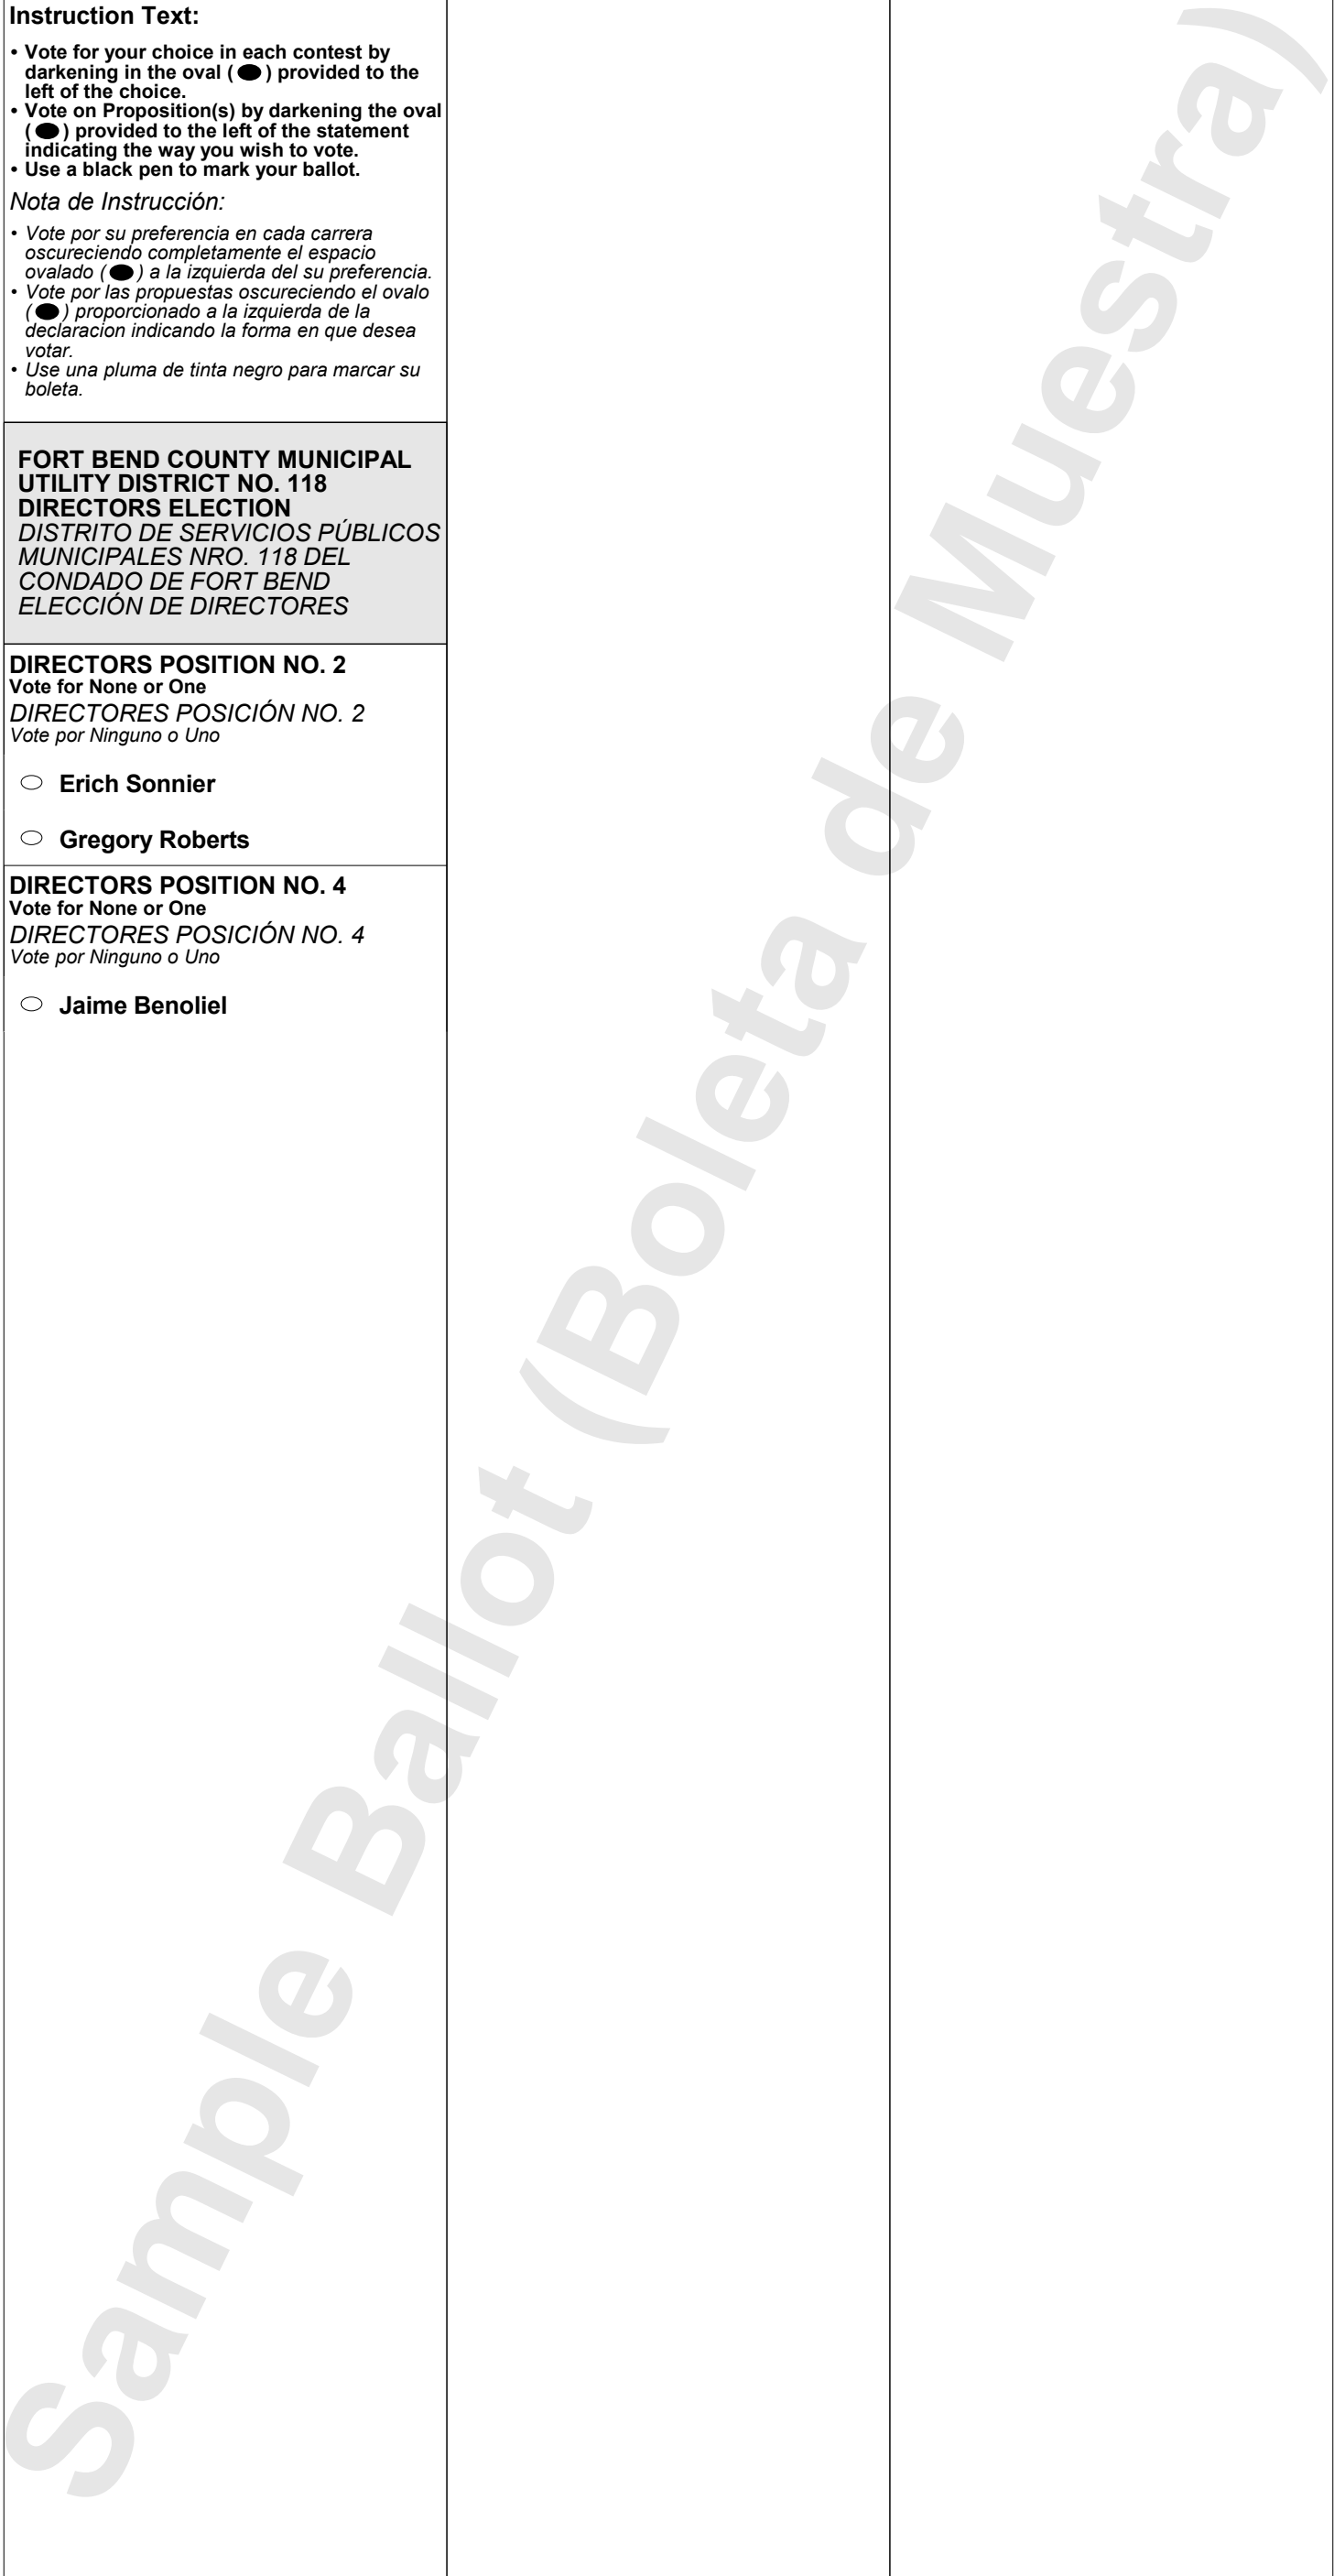 Instruction Text:
• Vote for your choice in each contest by
darkening in the oval ( ) provided to the
left of the choice.
• Vote on Proposition(s) by darkening the oval
( ) provided to the left of the statement
indicating the way you wish to vote.
• Use a black pen to mark your ballot.
Nota de Instrucción:
• Vote por su preferencia en cada carrera
oscureciendo completamente el espacio
ovalado ( ) a la izquierda del su preferencia.
• Vote por las propuestas oscureciendo el ovalo
( ) proporcionado a la izquierda de la
declaracion indicando la forma en que desea
votar.
• Use una pluma de tinta negro para marcar su
boleta.
FORT BEND COUNTY MUNICIPAL
UTILITY DISTRICT NO. 118
DIRECTORS ELECTION
DISTRITO DE SERVICIOS PÚBLICOS
MUNICIPALES NRO. 118 DEL
CONDADO DE FORT BEND
ELECCIÓN DE DIRECTORES
DIRECTORS POSITION NO. 2
Vote for None or One
DIRECTORES POSICIÓN NO. 2
Vote por Ninguno o Uno
Erich Sonnier
Gregory Roberts
DIRECTORS POSITION NO. 4
Vote for None or One
DIRECTORES POSICIÓN NO. 4
Vote por Ninguno o Uno
Jaime Benoliel
Sample Ballot (Boleta de Muestra)